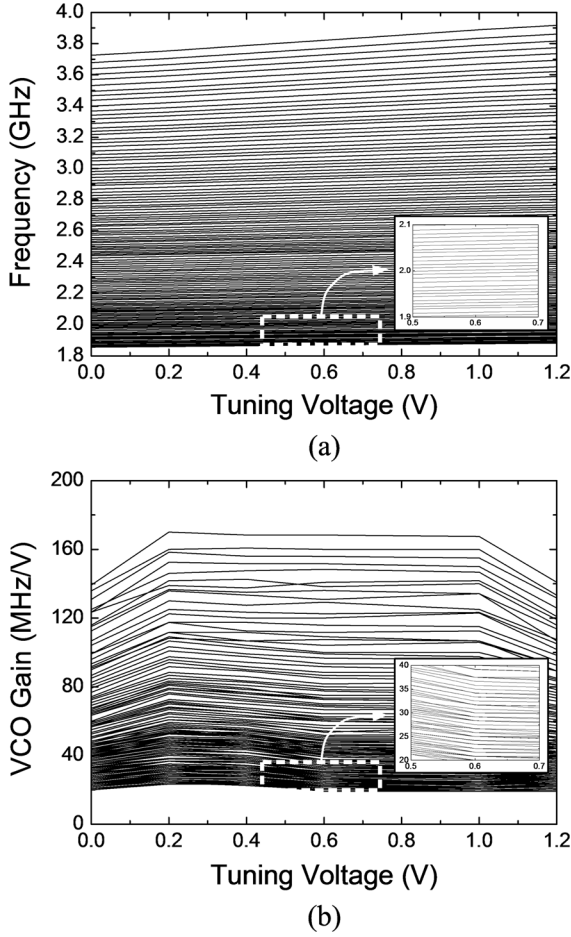 4.0
3.8
3.6
3.4
3.2
3.0
2.8
2.6
2.4
2.2
2.0
1.8
Frequency (GHz)
2.1
2.0
1.9
0.5 0.6 0.7
0.0 0.2 0.4 0.6 0.8 1.0 1.2
Tuning Voltage (V)
(a)
200
160
120
80
40
0
VCO Gain (MHz/V)
40
35
30
25
20
0.5 0.6 0.7
0.0 0.2 0.4 0.6 0.8 1.0 1.2
Tuning Voltage (V)
(b)